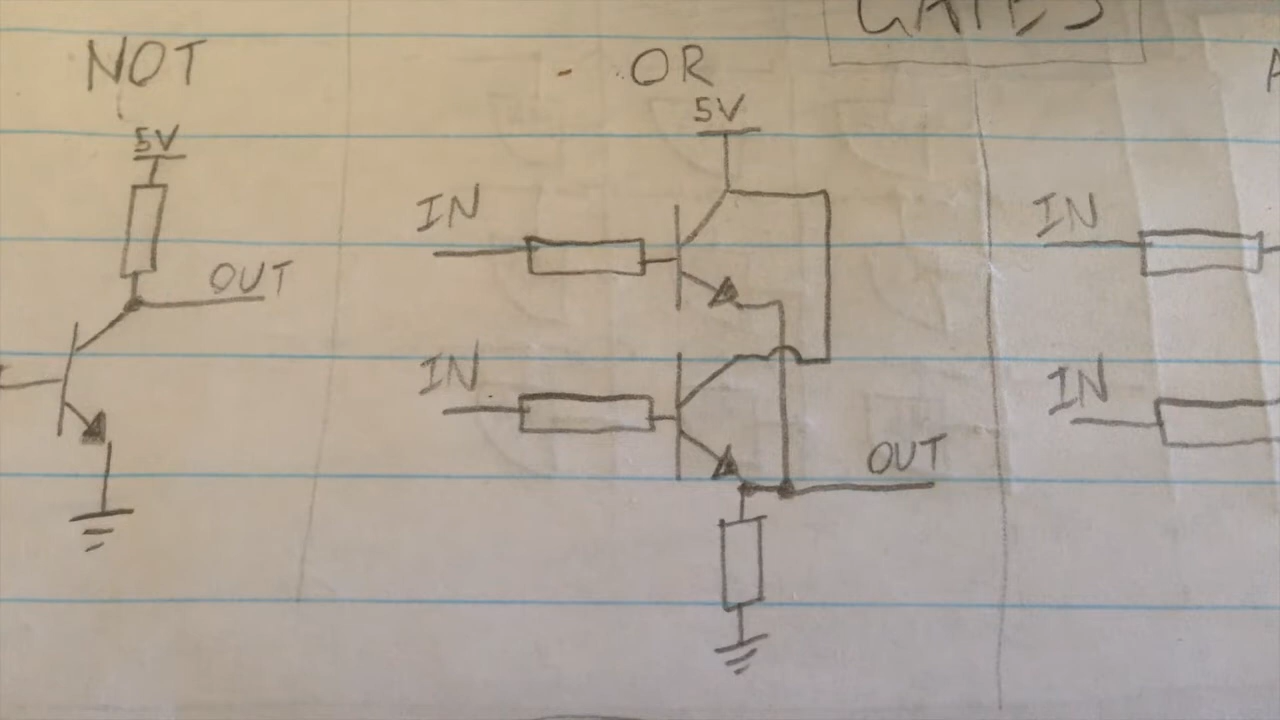 GATES
NOT
- OR
5V
5V
IN
IN
OUT
IN
IN
OUT